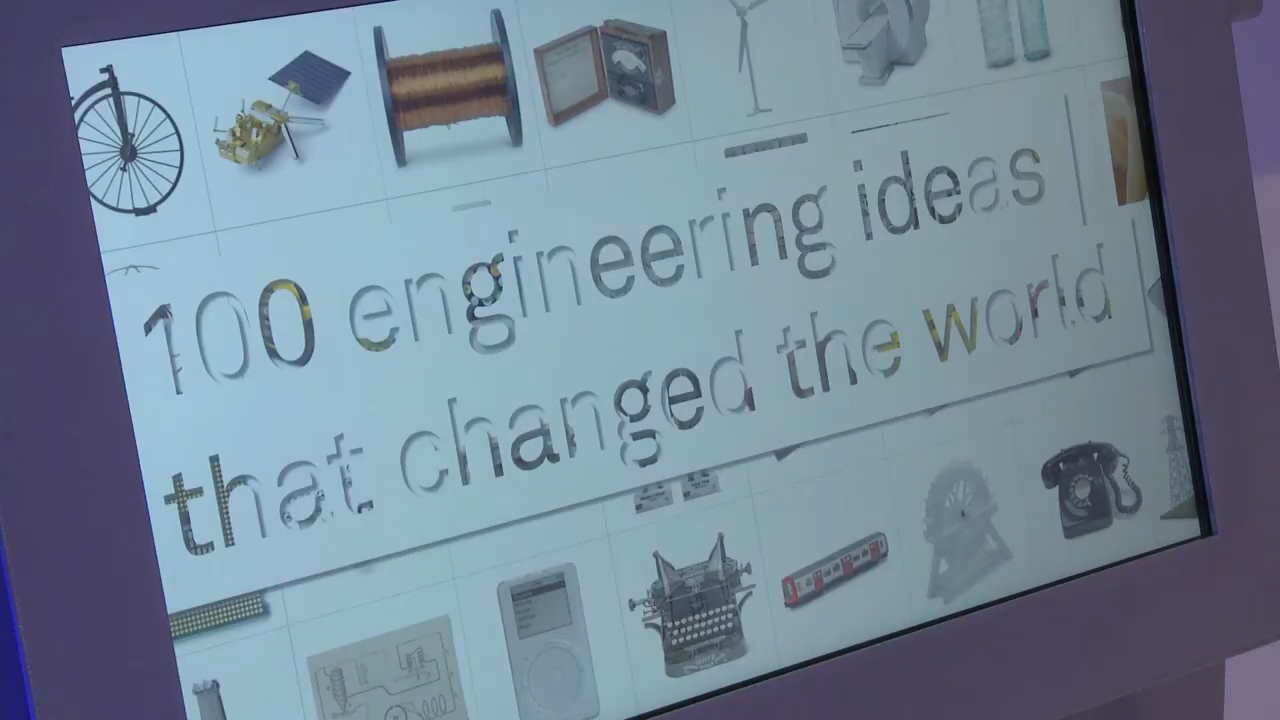 100 engineering ideas
that changed the world